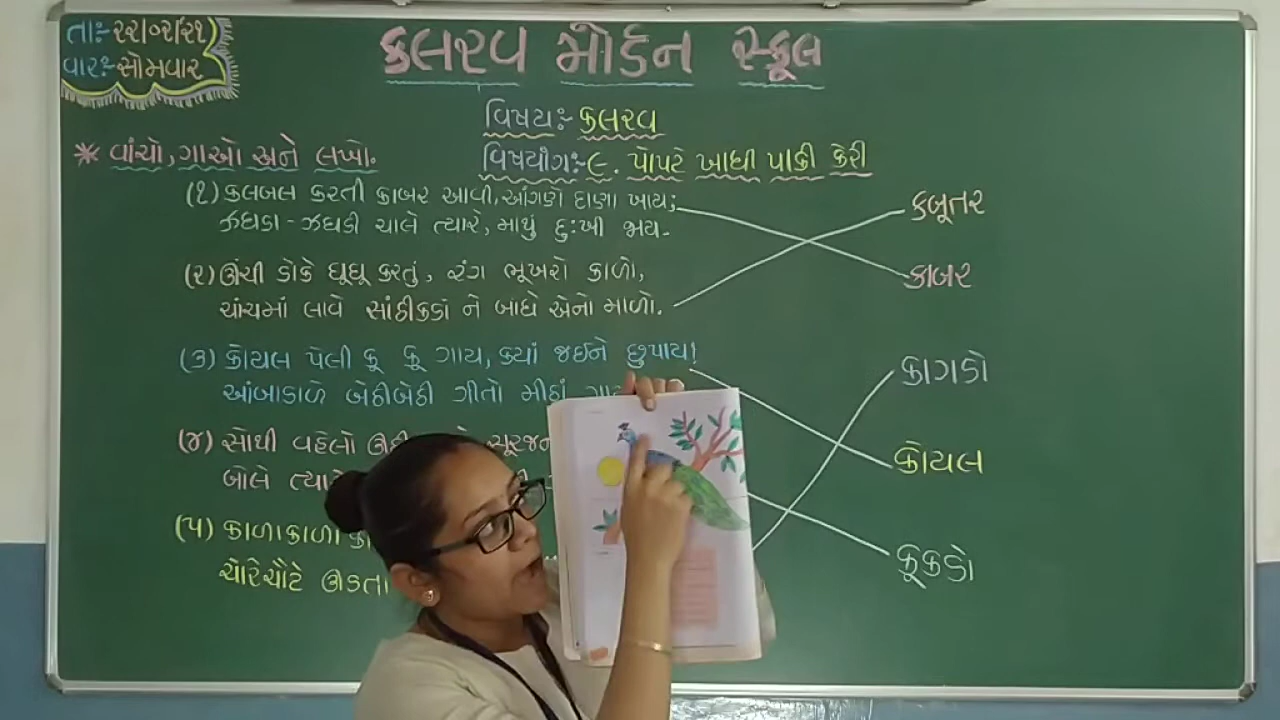 તાઃ- ૨૨/૦૨/૨૧
વારઃ- સોમવાર
કલરવ મોર્ડન સ્કૂલ
વિષયઃ- કલરવ
વિષયાંગઃ- ૯. પોપટે ખાધી પાકી કેરી
* વાંચો, ગાઓ અને લખો.
(૧) કલબલ કરતી કાબર આવી, આંગણે દાણા ખાય;
ઝઘડા - ઝઘડી ચાલે ત્યારે, માથું દુઃખી જાય.
(૨) ઊંચી ડોકે ઘૂઘૂ કરતું, રંગ ભૂખરો કાળો,
ચાંચમાં લાવે સાંઠીકડાં ને બાંધે એનો માળો.
(૩) કોયલ પેલી કૂ કૂ ગાય, ક્યાં જઈને છુપાય!
આંબાડાળે બેઠીબેઠી ગીતો મીઠાં
(૪) સૌથી વહેલો
બોલે
(૫) કાળાકાળા
ચોરેચૌટે ઊડતા
કબૂતર
કાબર
કાગડો
કોયલ
કૂકડો